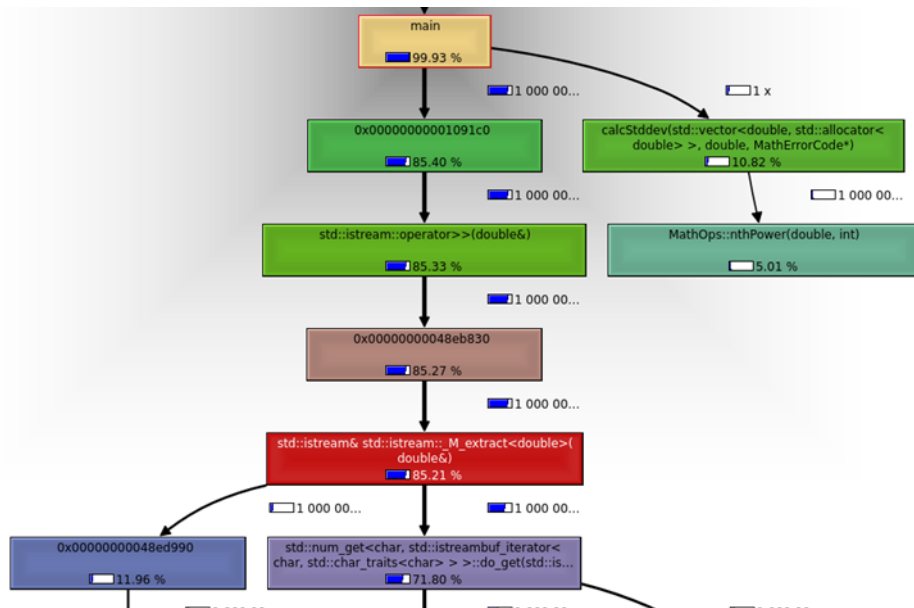 main
99.93 %
1 000 00...
1 x
0x00000000001091c0
85.40 %
calcStddev(std::vector<double, std::allocator<
double> >, double, MathErrorCode*)
10.82 %
1 000 00...
1 000 00...
std::istream::operator>>(double&)
85.33 %
MathOps::nthPower(double, int)
5.01 %
1 000 00...
0x00000000048eb830
85.27 %
1 000 00...
std::istream& std::istream::_M_extract<double>(
double&)
85.21 %
1 000 00...
1 000 00...
0x00000000048ed990
11.96 %
std::num_get<char, std::istreambuf_iterator<
char, std::char_traits<char> > >::do_get(std::is...
71.80 %